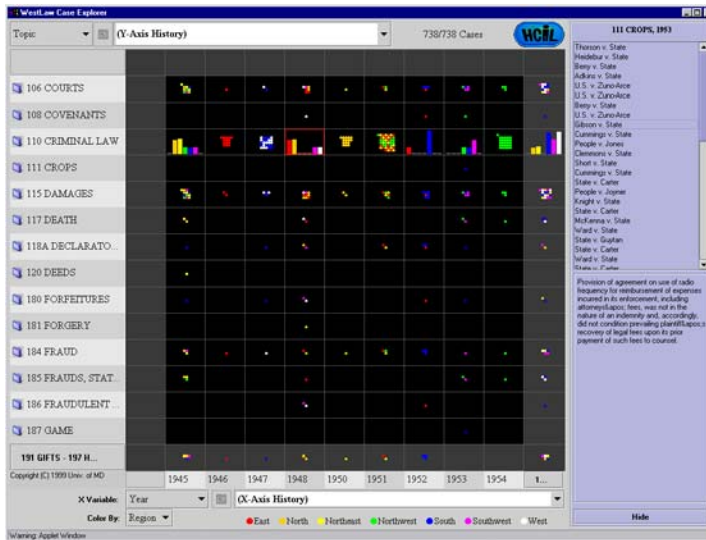 WestLaw Case Explorer
Topic
(Y-Axis History)
738/738 Cases
HCIL
106 COURTS
108 COVENANTS
110 CRIMINAL LAW
111 CROPS
115 DAMAGES
117 DEATH
118A DECLARATO...
120 DEEDS
180 FORFEITURES
181 FORGERY
184 FRAUD
185 FRAUDS, STAT...
186 FRAUDULENT ...
187 GAME
191 GIFTS - 197 H...
Copyright (C) 1999 Univ. of MD
1945 1946 1947 1948 1950 1951 1952 1953 1954 1...
X Variable: Year (X-Axis History)
Color By: Region East North Northeast Northwest South Southwest West
Warning: Applet Window
111 CROPS, 1953
Thorson v. State
Heidebur v. State
Berry v. State
Adkins v. State
U.S. v. Zuno-Arce
U.S. v. Zuno-Arce
Berry v. State
U.S. v. Zuno-Arce
Gibson v. State
Cummings v. State
People v. Jones
Clemmons v. State
Short v. State
Cummings v. State
State v. Carter
People v. Joyner
Knight v. State
State v. Carter
McKenna v. State
Ward v. State
State v. Guytan
State v. Carter
Ward v. State
State v. Carter
Provision of agreement on use of radio
frequency for reimbursement of expenses
incured in its enforcement, including
attorneys&apos; fees, was not in the
nature of an indemnity and, accordingly,
did not condition prevailing plaintiff&apos;s
recovery of legal fees upon its prior
payment of such fees to counsel.
Hide